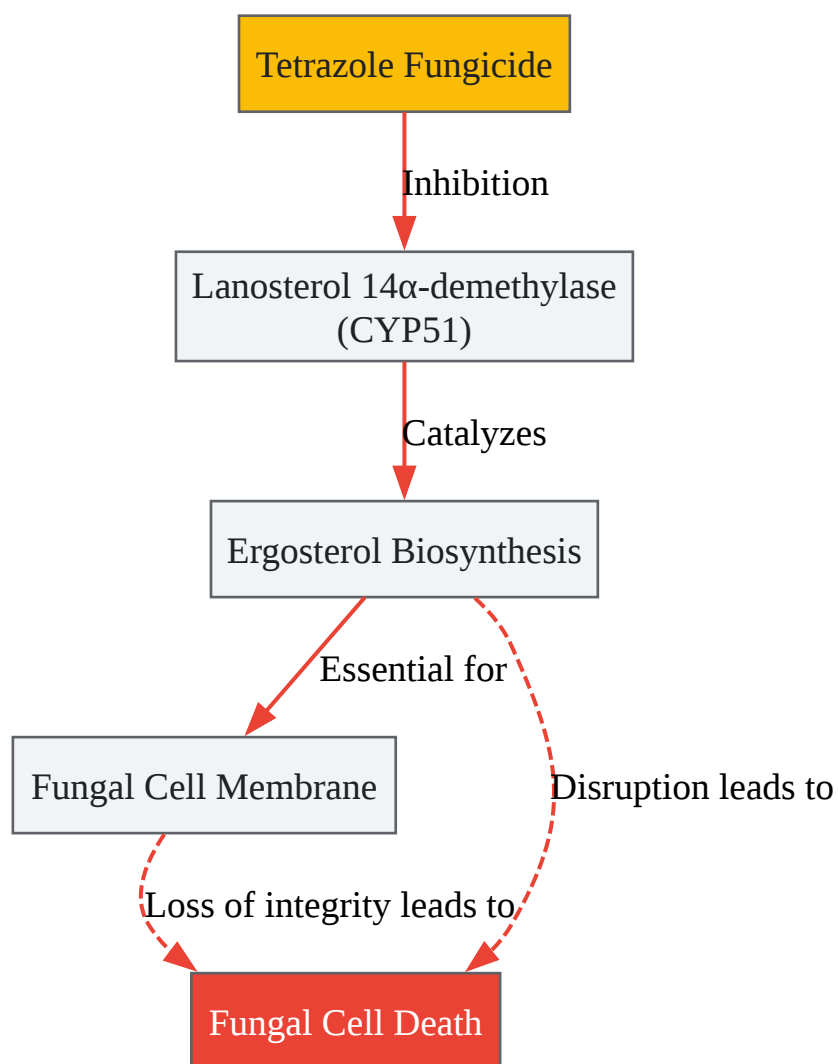 Tetrazole Fungicide
Inhibition
Lanosterol 14α-demethylase
(CYP51)
Catalyzes
Ergosterol Biosynthesis
Essential for
Fungal Cell Membrane
Disruption leads to
Loss of integrity leads to
Fungal Cell Death